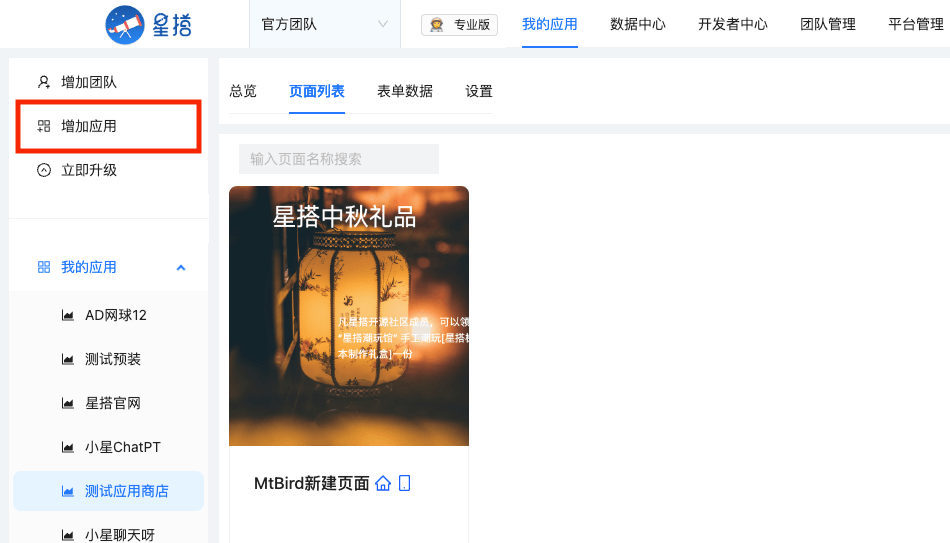 星搭
官方团队
专业版
我的应用
数据中心
开发者中心
团队管理
平台管理
增加团队
增加应用
立即升级
我的应用
AD网球12
测试预装
星搭官网
小星ChatPT
测试应用商店
小星聊天呀
总览
页面列表
表单数据
设置
输入页面名称搜索
星搭中秋礼品
凡星搭开源社区成员，可以领
"星搭潮玩馆" 手工潮玩[星搭
本制作礼盒]一份
MtBird新建页面